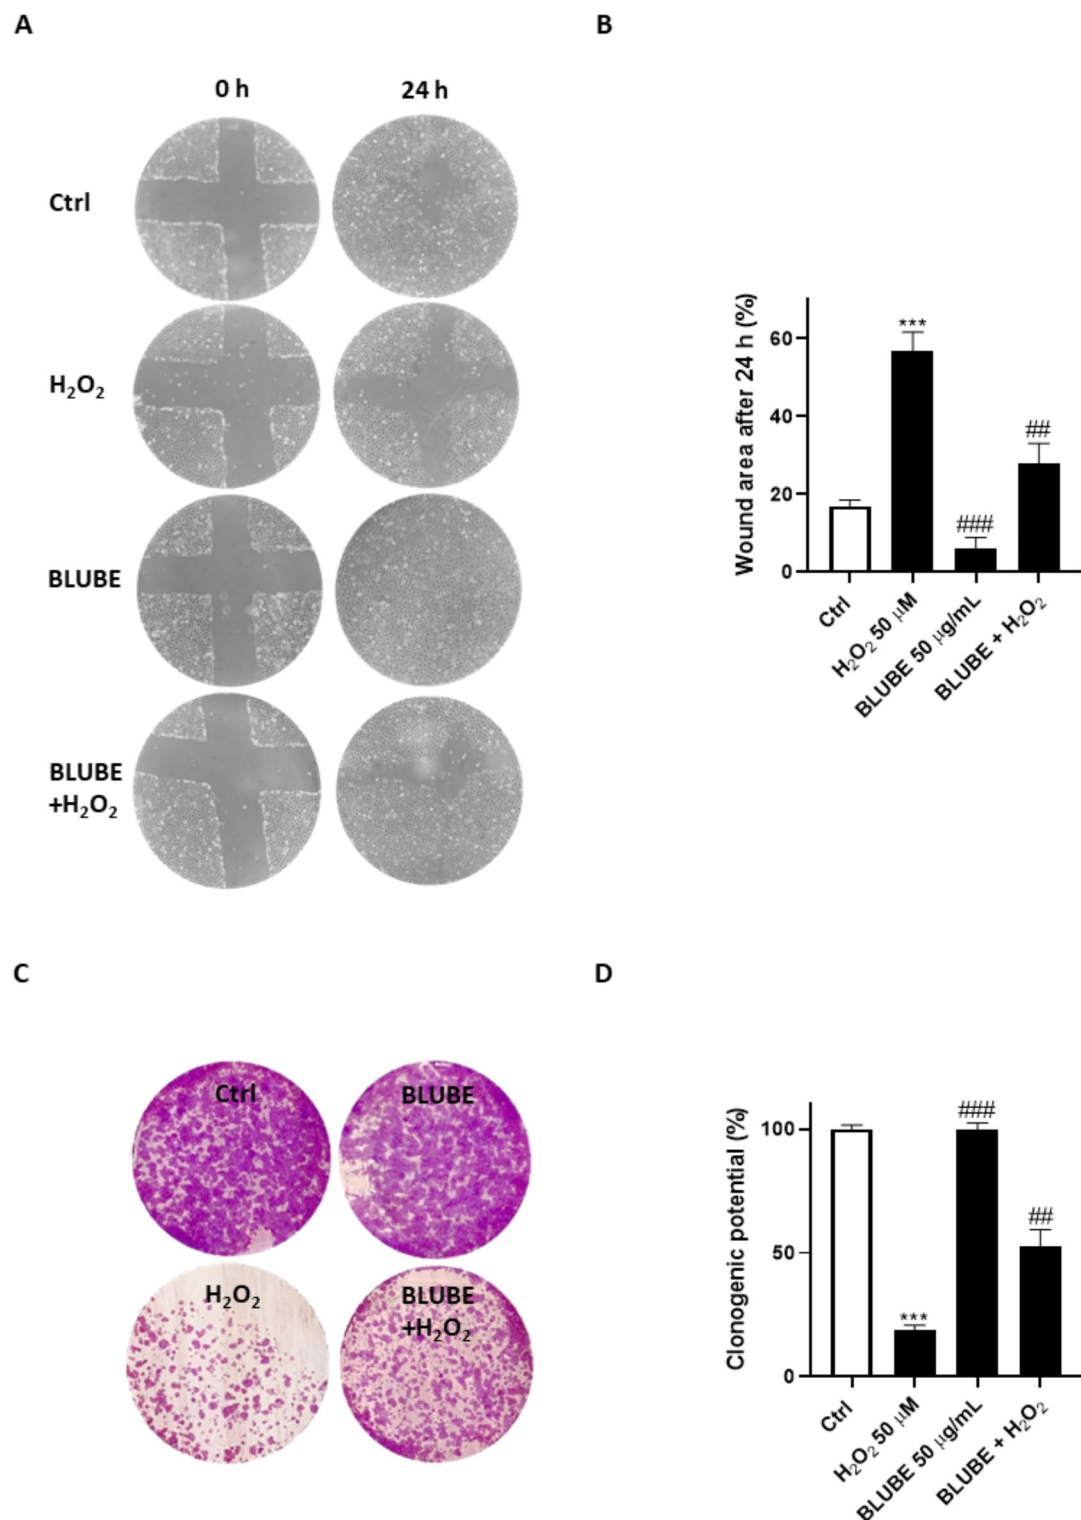 A
B
0 h
24 h
Ctrl
H₂O₂
BLUBE
BLUBE
+H₂O₂
Wound area after 24 h (%)
60
40
20
0
***
###
##
Ctrl
H₂O₂ 50 µM
BLUBE 50 µg/mL
BLUBE + H₂O₂
C
D
Ctrl
BLUBE
H₂O₂
BLUBE
+H₂O₂
Clonogenic potential (%)
100
50
0
***
###
##
Ctrl
H₂O₂ 50 µM
BLUBE 50 µg/mL
BLUBE + H₂O₂